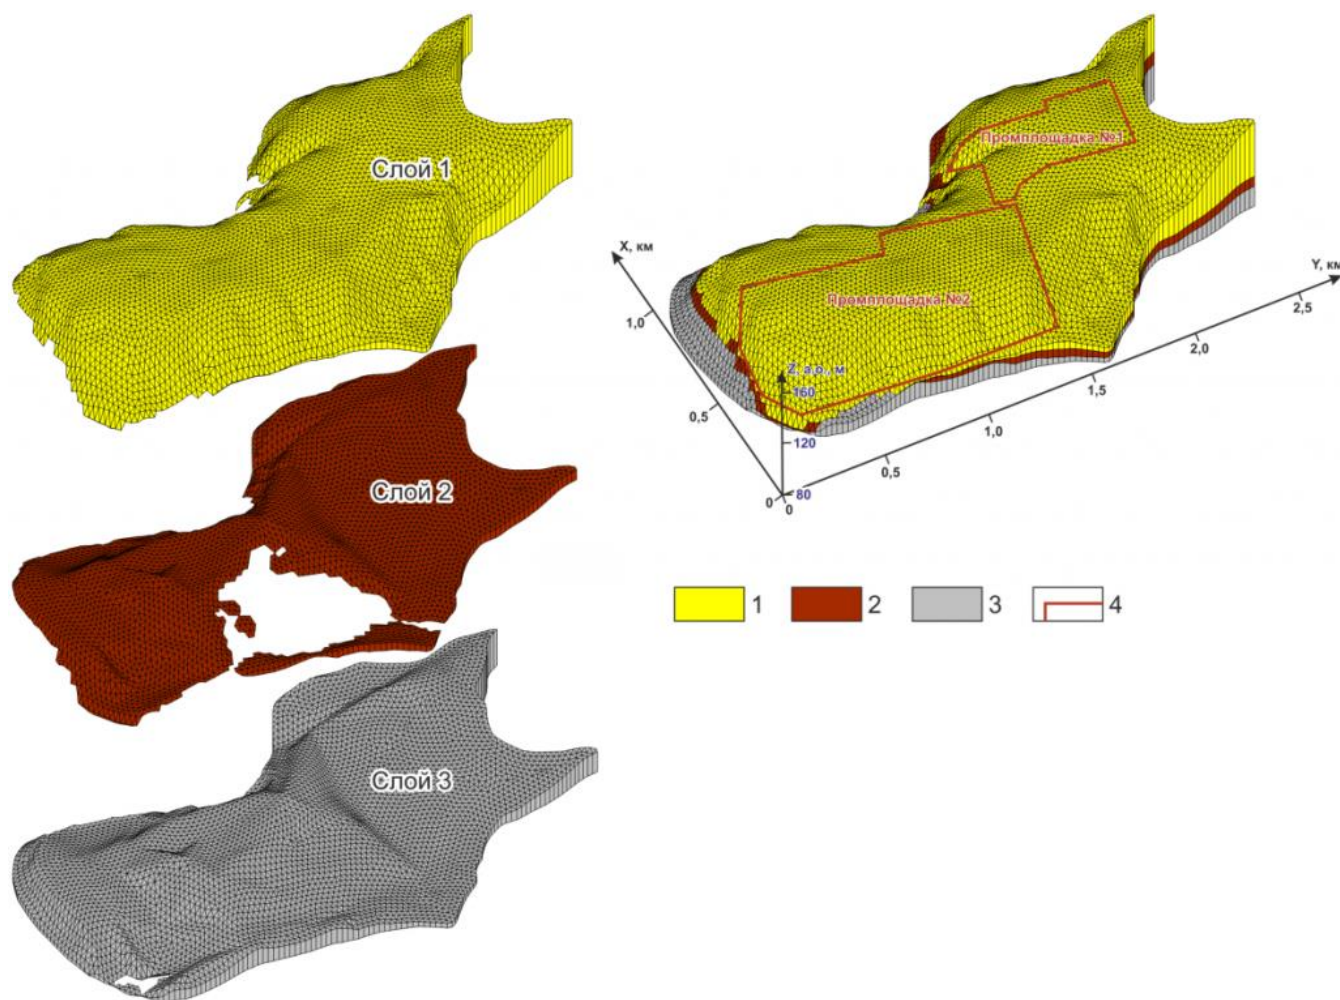 Слой 1
Слой 2
Слой 3
Промплощадка №1
Промплощадка №2
X, км
1,0
0,5
0
Z, а.о., м
160
120
80
0
0,5
1,0
1,5
2,0
2,5
Y, км
1
2
3
4